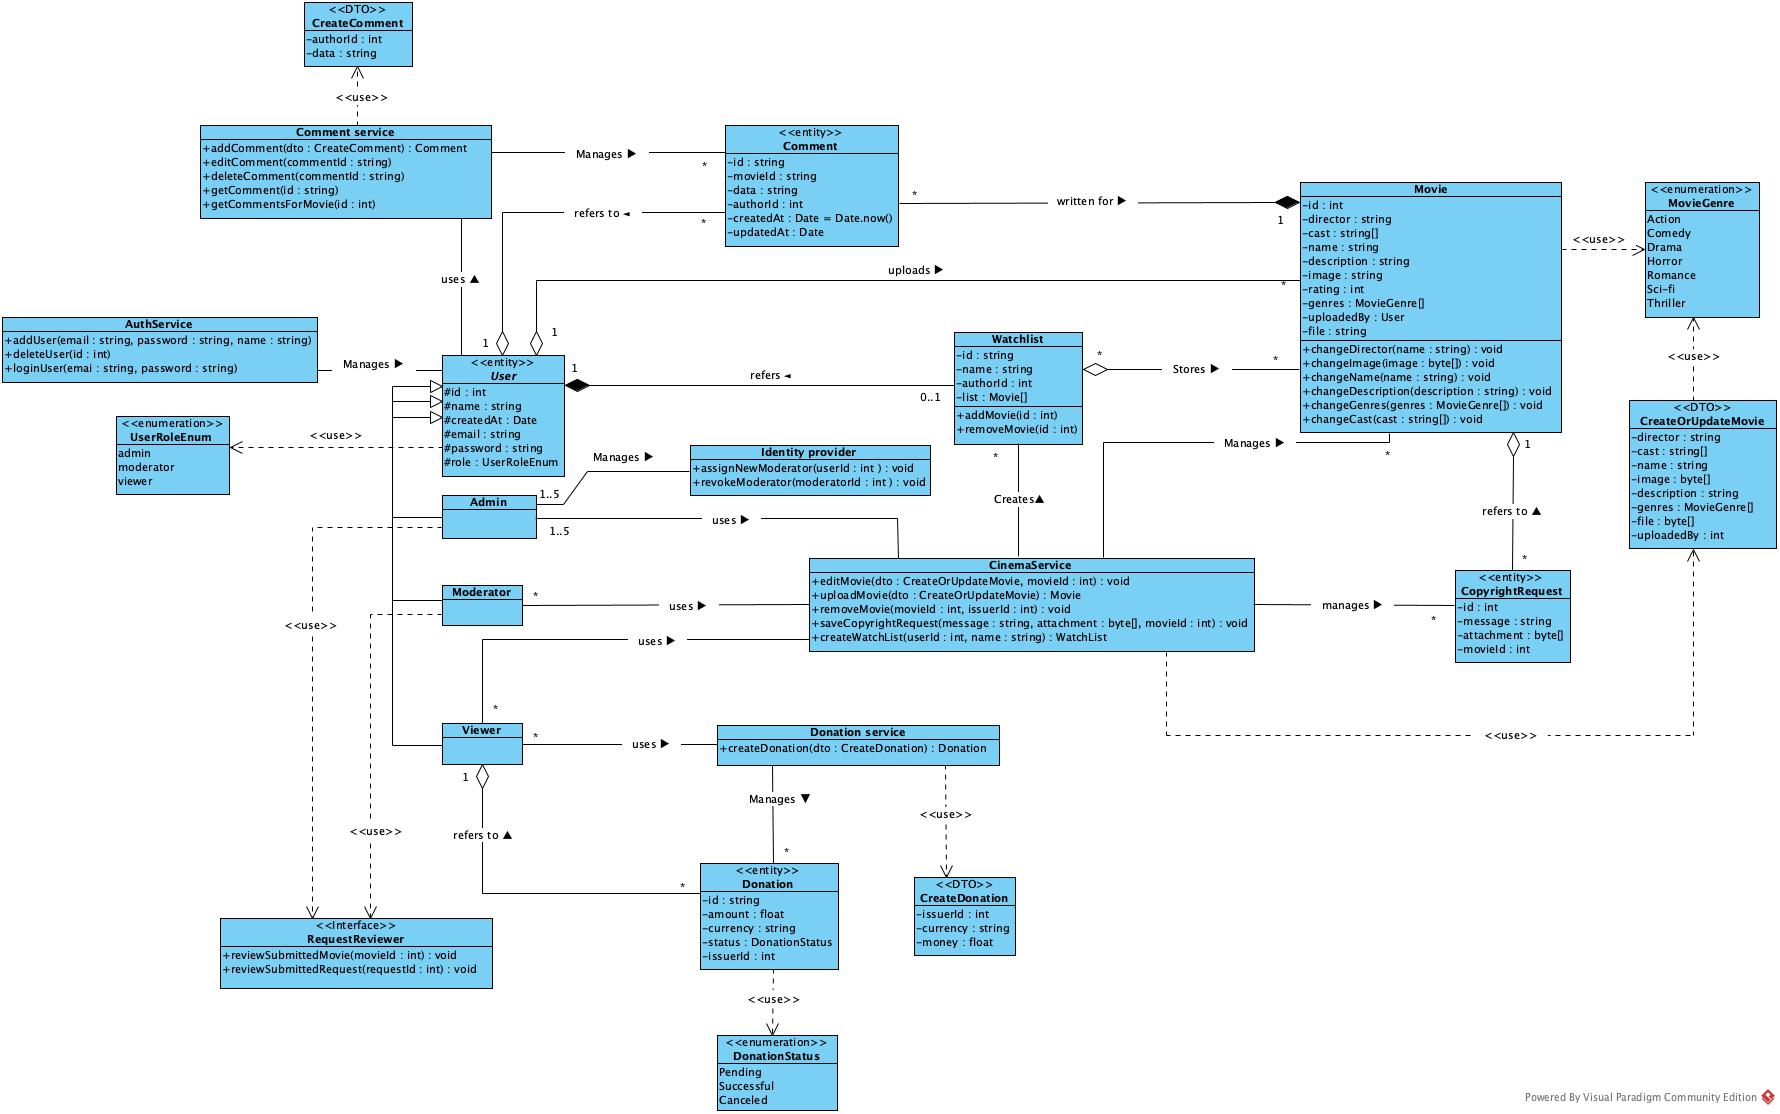 <<DTO>>
CreateComment
-authorId : int
-data : string
<<use>>
Comment service
+addComment(dto : CreateComment) : Comment
+editComment(commentId : string)
+deleteComment(commentId : string)
+getComment(id : string)
+getCommentsForMovie(id : int)
Manages ▶
*
<<entity>>
Comment
-id : string
-movieId : string
-data : string
-authorId : int
-createdAt : Date = Date.now()
-updatedAt : Date
refers to ◄
*
1
*
written for ▶
1
Movie
-id : int
-director : string
-cast : string[]
-name : string
-description : string
-image : string
-rating : int
-genres : MovieGenre[]
-uploadedBy : User
-file : string
+changeDirector(name : string) : void
+changeImage(image : byte[]) : void
+changeName(name : string) : void
+changeDescription(description : string) : void
+changeGenres(genres : MovieGenre[]) : void
+changeCast(cast : string[]) : void
<<use>>
<<enumeration>>
MovieGenre
Action
Comedy
Drama
Horror
Romance
Sci-fi
Thriller
<<use>>
<<DTO>>
CreateOrUpdateMovie
-director : string
-cast : string[]
-name : string
-image : byte[]
-description : string
-genres : MovieGenre[]
-file : byte[]
-uploadedBy : int
uses ▲
uploads ▶
1
*
AuthService
+addUser(email : string, password : string, name : string)
+deleteUser(id : int)
+loginUser(emai : string, password : string)
Manages ▶
<<entity>>
User
#id : int
#name : string
#createdAt : Date
#email : string
#password : string
#role : UserRoleEnum
1
refers ◄
0..1
Watchlist
-id : string
-name : string
-authorId : int
-list : Movie[]
+addMovie(id : int)
+removeMovie(id : int)
*
Stores ▶
*
<<enumeration>>
UserRoleEnum
admin
moderator
viewer
<<use>>
Identity provider
+assignNewModerator(userId : int ) : void
+revokeModerator(moderatorId : int ) : void
Manages ▶
1..5
Admin
uses ▶
1..5
*
Creates▲
Manages ▶
*
1
refers to ▲
*
CinemaService
+editMovie(dto : CreateOrUpdateMovie, movieId : int) : void
+uploadMovie(dto : CreateOrUpdateMovie) : Movie
+removeMovie(movieId : int, issuerId : int) : void
+saveCopyrightRequest(message : string, attachment : byte[], movieId : int) : void
+createWatchList(userId : int, name : string) : WatchList
manages ▶
*
<<entity>>
CopyrightRequest
-id : int
-message : string
-attachment : byte[]
-movieId : int
Moderator
*
uses ▶
<<use>>
uses ▶
*
Viewer
*
uses ▶
Donation service
+createDonation(dto : CreateDonation) : Donation
<<use>>
1
refers to ▲
*
Manages ▼
*
<<use>>
<<use>>
<<entity>>
Donation
-id : string
-amount : float
-currency : string
-status : DonationStatus
-issuerId : int
<<DTO>>
CreateDonation
-issuerId : int
-currency : string
-money : float
<<Interface>>
RequestReviewer
+reviewSubmittedMovie(movieId : int) : void
+reviewSubmittedRequest(requestId : int) : void
<<use>>
<<enumeration>>
DonationStatus
Pending
Successful
Canceled
Powered By Visual Paradigm Community Edition